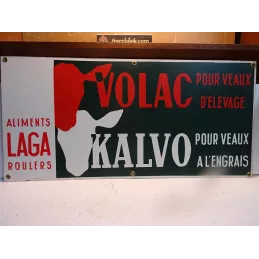 ALIMENTS
LAGA
ROULERS
VOLAC
POUR VEAUX
D'ELEVAGE
KALVO
POUR VEAUX
A L'ENGRAIS